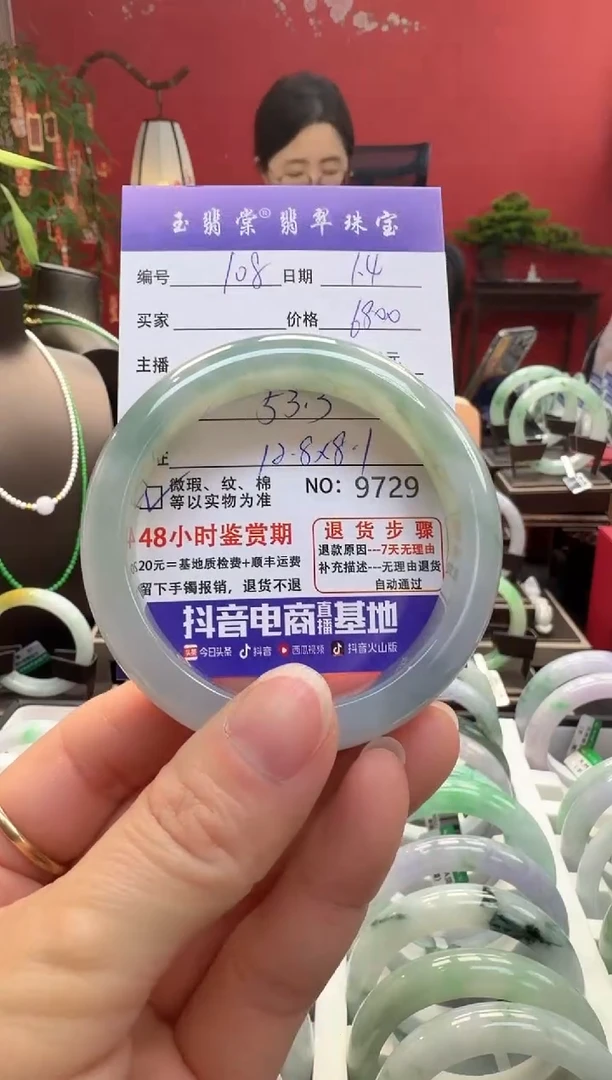 玉翡棠® 翡翠珠宝
编号 108 日期 1.4
买家 价格 6800
主播 元
53.5
证 12.8x8.1
微瑕、纹、棉 等以实物为准 NO：9729
48小时鉴赏期
20元＝基地质检费+顺丰运费
留下手镯报销，退货不退
退货步骤
退款原因---7天无理由
补充描述---无理由退货
自动通过
抖音电商直播基地
头条 今日头条 抖音 西瓜视频 抖音火山版